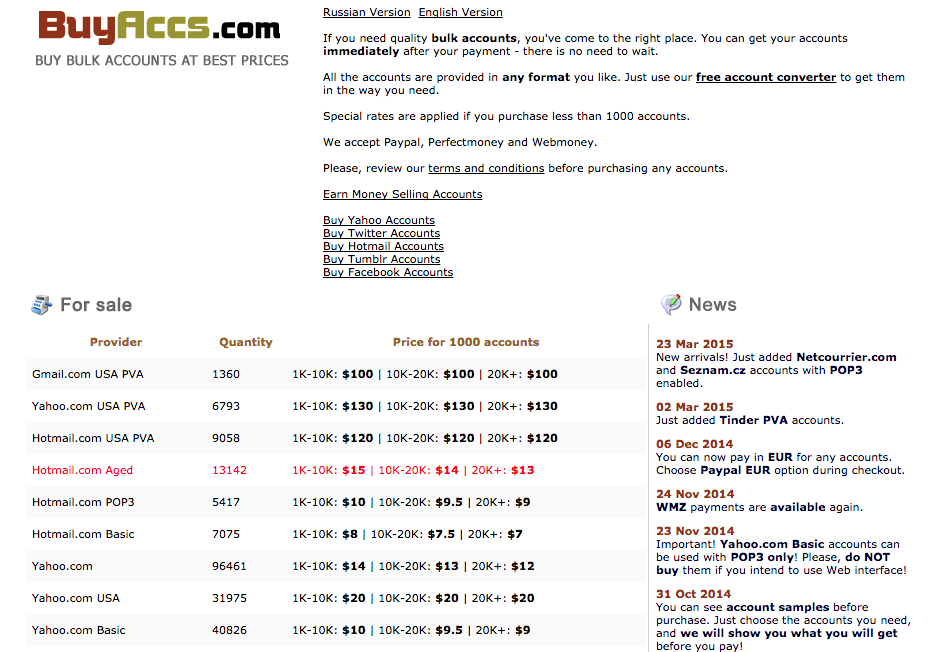 BuyAccs.com
BUY BULK ACCOUNTS AT BEST PRICES
Russian Version English Version
If you need quality bulk accounts, you've come to the right place. You can get your accounts
immediately after your payment - there is no need to wait.
All the accounts are provided in any format you like. Just use our free account converter to get them
in the way you need.
Special rates are applied if you purchase less than 1000 accounts.
We accept Paypal, Perfectmoney and Webmoney.
Please, review our terms and conditions before purchasing any accounts.
Earn Money Selling Accounts
Buy Yahoo Accounts
Buy Twitter Accounts
Buy Hotmail Accounts
Buy Tumblr Accounts
Buy Facebook Accounts
For sale
Provider Quantity Price for 1000 accounts
Gmail.com USA PVA 1360 1K-10K: $100 | 10K-20K: $100 | 20K+: $100
Yahoo.com USA PVA 6793 1K-10K: $130 | 10K-20K: $130 | 20K+: $130
Hotmail.com USA PVA 9058 1K-10K: $120 | 10K-20K: $120 | 20K+: $120
Hotmail.com Aged 13142 1K-10K: $15 | 10K-20K: $14 | 20K+: $13
Hotmail.com POP3 5417 1K-10K: $10 | 10K-20K: $9.5 | 20K+: $9
Hotmail.com Basic 7075 1K-10K: $8 | 10K-20K: $7.5 | 20K+: $7
Yahoo.com 96461 1K-10K: $14 | 10K-20K: $13 | 20K+: $12
Yahoo.com USA 31975 1K-10K: $20 | 10K-20K: $20 | 20K+: $20
Yahoo.com Basic 40826 1K-10K: $10 | 10K-20K: $9.5 | 20K+: $9
News
23 Mar 2015
New arrivals! Just added Netcourrier.com
and Seznam.cz accounts with POP3
enabled.
02 Mar 2015
Just added Tinder PVA accounts.
06 Dec 2014
You can now pay in EUR for any accounts.
Choose Paypal EUR option during checkout.
24 Nov 2014
WMZ payments are available again.
23 Nov 2014
Important! Yahoo.com Basic accounts can
be used with POP3 only! Please, do NOT
buy them if you intend to use Web interface!
31 Oct 2014
You can see account samples before
purchase. Just choose the accounts you need,
and we will show you what you will get
before you pay!